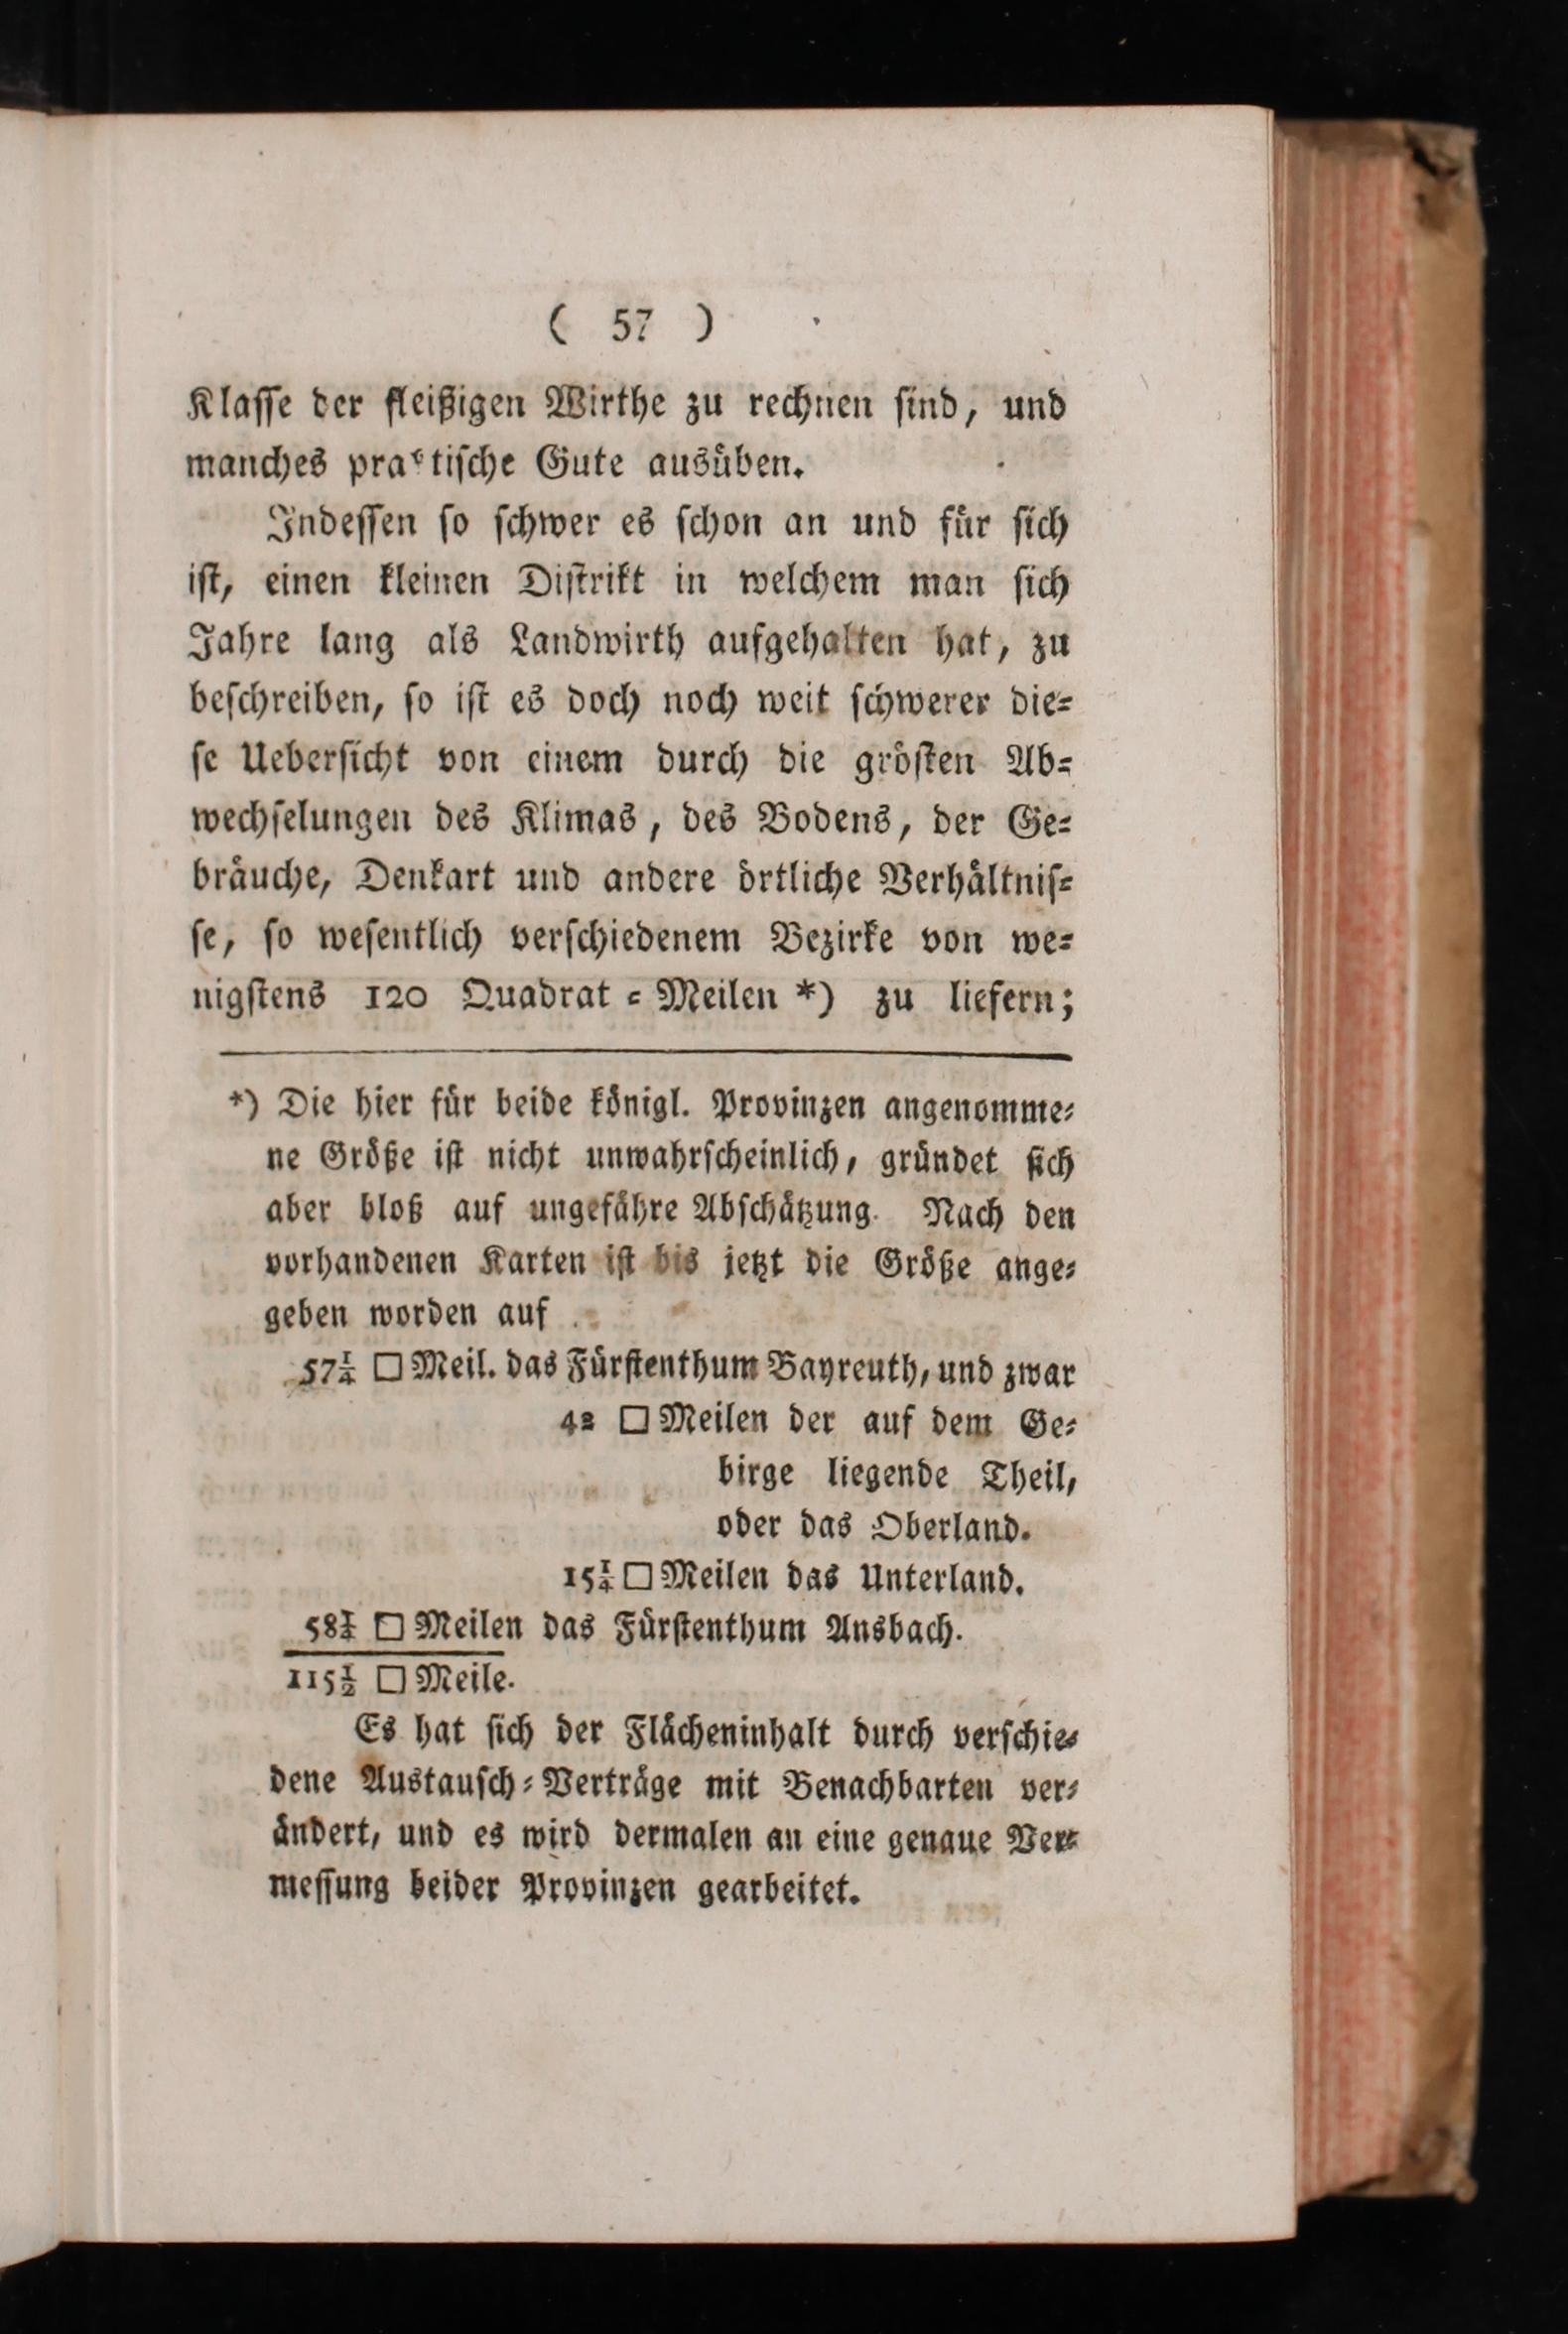 ( 57 )
Klaſſe der fleißigen Wirthe zu rechnen ſind, und
manches practiſche Gute ausüben.
Indeſſen ſo ſchwer es ſchon an und für ſich
iſt, einen kleinen Diſtrikt in welchem man ſich
Jahre lang als Landwirth aufgehalten hat, zu
beſchreiben, ſo iſt es doch noch weit ſchwerer die⸗
ſe Ueberſicht von einem durch die gröſten Ab⸗
wechſelungen des Klimas, des Bodens, der Ge⸗
bräuche, Denkart und andere örtliche Verhältniſ⸗
ſe, ſo weſentlich verſchiedenem Bezirke von we⸗
nigſtens 120 Quadrat⸗Meilen *) zu liefern;
*) Die hier für beide königl. Provinzen angenomme⸗
ne Größe iſt nicht unwahrſcheinlich, gründet ſich
aber bloß auf ungefähre Abſchätzung. Nach den
vorhandenen Karten iſt bis jetzt die Größe ange⸗
geben worden auf
57¼ □ Meil. das Fürſtenthum Bayreuth, und zwar
42 □ Meilen der auf dem Ge⸗
birge liegende Theil,
oder das Oberland.
15¼ □ Meilen das Unterland.
58¼ □ Meilen das Fürſtenthum Ansbach.
115½ □ Meile.
Es hat ſich der Flächeninhalt durch verſchie⸗
dene Austauſch⸗Verträge mit Benachbarten ver⸗
ändert, und es wird dermalen an eine genaue Ver⸗
meſſung beider Provinzen gearbeitet.